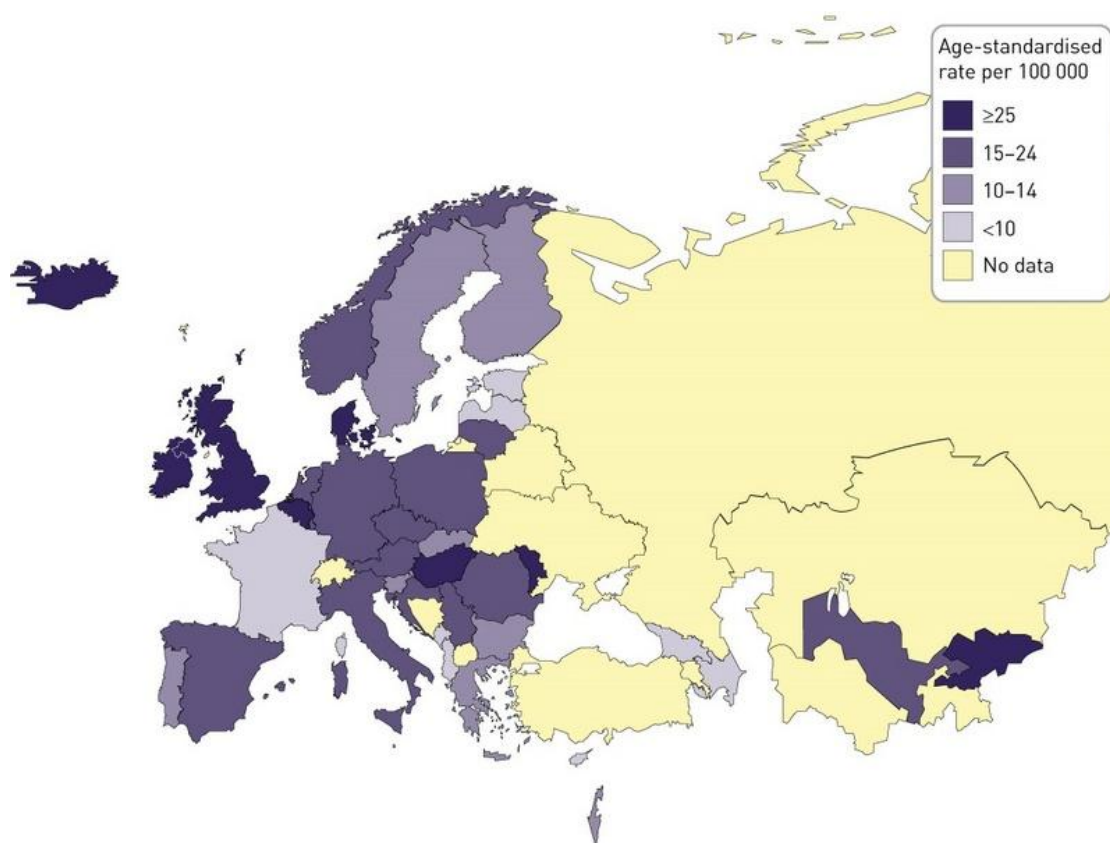 Age-standardised
rate per 100 000
≥25
15–24
10–14
<10
No data